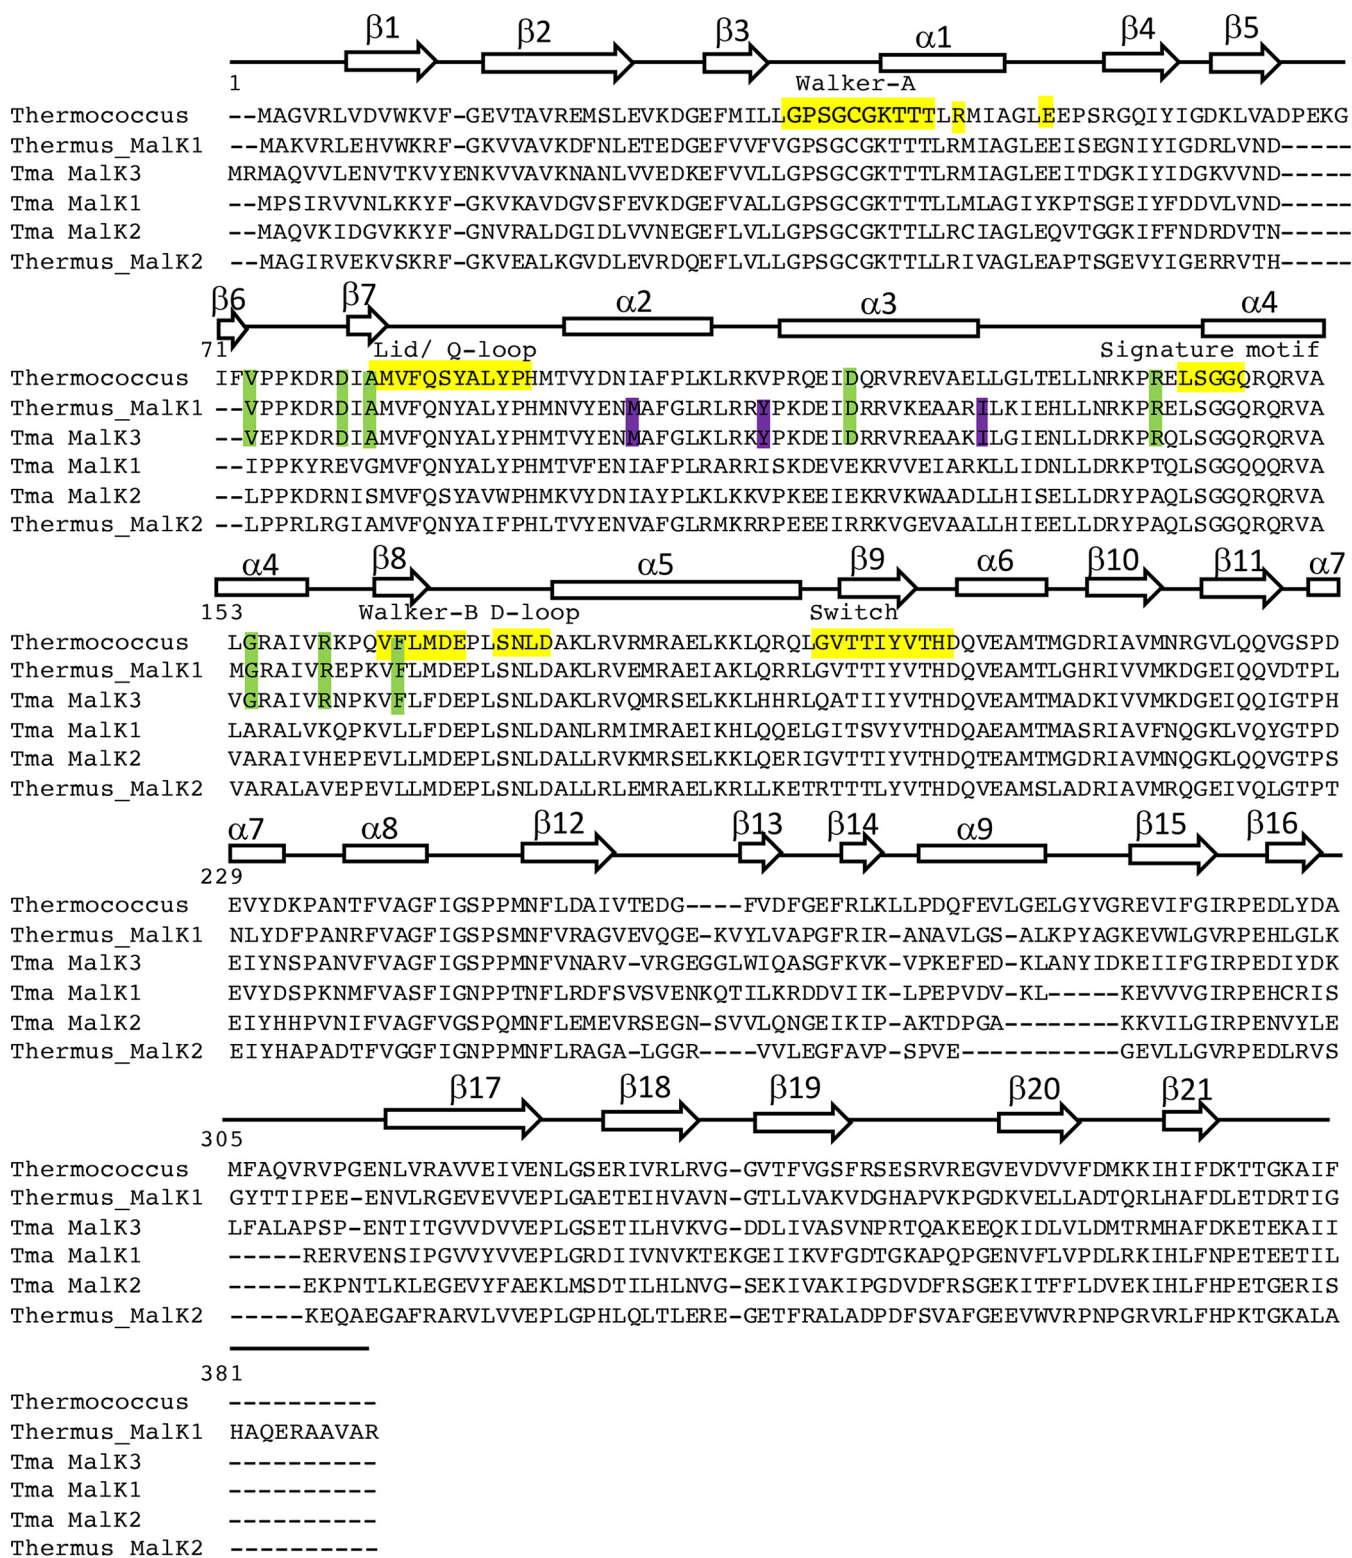 β1 β2 β3 α1 β4 β5
1 Walker-A
Thermococcus --MAGVRLVDVWKVF-GEVTAVREMSLEVKDGEFMILLGPSGCGKTTTLRMIAGLEEPSRGQIYIGDKLVADPEKG
Thermus_MalK1 --MAKVRLEHVWKRF-GKVVAVKDFNLETEDGEFVVFVGPSGCGKTTTLRMIAGLEEISEGNIYIGDRLVND-----
Tma MalK3 MRMAQVVLENVTKVYENKVVAVKNANLVVEDKEFVVLLGPSGCGKTTTLRMIAGLEEITDGKIYIDGKVVND-----
Tma MalK1 --MPSIRVVNLKKYF-GKVKAVDGVSFEVKDGEFVALLGPSGCGKTTTLLMLAGIYKPTSGEIYFDDVLVND-----
Tma MalK2 --MAQVKIDGVKKYF-GNVRALDGIDLVVNEGEFLVLLGPSGCGKTTLLRCIAGLEQVTGGKIFFNDRDVTN-----
Thermus_MalK2 --MAGIRVEKVSKRF-GKVEALKGVDLEVRDQEFLVLLGPSGCGKTTLLRIVAGLEAPTSGEVYIGERRVTH-----
β6 β7 α2 α3 α4
71 Lid/ Q-loop Signature motif
Thermococcus IFVPPKDRDIAMVFQSYALYPHMTVYDNIAFPLKLRKVPRQEIDQRVREVAELLGLTELLNRKPRELSGGQRQRVA
Thermus_MalK1 --VPPKDRDIAMVFQNYALYPHMNVYENMAFGLRLRRYPKDEIDRRVKEAARILKIEHLLNRKPRELSGGQRQRVA
Tma MalK3 --VEPKDRDIAMVFQNYALYPHMTVYENMAFGLKLRKYPKDEIDRRVREAAKILGIENLLDRKPRQLSGGQRQRVA
Tma MalK1 --IPPKYREVGMVFQNYALYPHMTVFENIAFPLRARRISKDEVEKRVVEIARKLLIDNLLDRKPTQLSGGQQQRVA
Tma MalK2 --LPPKDRNISMVFQSYAVWPHMKVYDNIAYPLKLKKVPKEEIEKRVKWAADLLHISELLDRYPAQLSGGQRQRVA
Thermus_MalK2 --LPPRLRGIAMVFQNYAIFPHLTVYENVAFGLRMKRRPEEEIRRKVGEVAALLHIEELLDRYPAQLSGGQRQRVA
α4 β8 α5 β9 α6 β10 β11 α7
153 Walker-B D-loop Switch
Thermococcus LGRAIVRKPQVFLMDEPLSNLDAKLRVRMRAELKKLQRQLGVTTIYVTHDQVEAMTMGDRIAVMNRGVLQQVGSPD
Thermus_MalK1 MGRAIVREPKVFLMDEPLSNLDAKLRVEMRAEIAKLQRRLGVTTIYVTHDQVEAMTLGHRIVVMKDGEIQQVDTPL
Tma MalK3 VGRAIVRNPKVFLFDEPLSNLDAKLRVQMRSELKKLHHRLQATIIYVTHDQVEAMTMADKIVVMKDGEIQQIGTPH
Tma MalK1 LARALVKQPKVLLFDEPLSNLDANLRMIMRAEIKHLQQELGITSVYVTHDQAEAMTMASRIAVFNQGKLVQYGTPD
Tma MalK2 VARAIVHEPEVLLMDEPLSNLDALLRVKMRSELKKLQERIGVTTIYVTHDQTEAMTMGDRIAVMNQGKLQQVGTPS
Thermus_MalK2 VARALAVEPEVLLMDEPLSNLDALLRLEMRAELKRLLKETRTTTLYVTHDQVEAMSLADRIAVMRQGEIVQLGTPT
α7 α8 β12 β13 β14 α9 β15 β16
229
Thermococcus EVYDKPANTFVAGFIGSPPMNFLDAIVTEDG----FVDFGEFRLKLLPDQFEVLGELGYVGREVIFGIRPEDLYDA
Thermus_MalK1 NLYDFPANRFVAGFIGSPSMNFVRAGVEVQGE-KVYLVAPGFRIR-ANAVLGS-ALKPYAGKEVWLGVRPEHLGLK
Tma MalK3 EIYNSPANVFVAGFIGSPPMNFVNARV-VRGEGGLWIQASGFKVK-VPKEFED-KLANYIDKEIIFGIRPEDIYDK
Tma MalK1 EVYDSPKNMFVASFIGNPPTNFLRDFSVSVENKQTILKRDDVIIK-LPEPVDV-KL-----KEVVVGIRPEHCRIS
Tma MalK2 EIYHHPVNIFVAGFVGSPQMNFLEMEVRSEGN-SVVLQNGEIKIP-AKTDPGA--------KKVILGIRPENVYLE
Thermus_MalK2 EIYHAPADTFVGGFIGNPPMNFLRAGA-LGGR----VVLEGFAVP-SPVE-----------GEVLLGVRPEDLRVS
β17 β18 β19 β20 β21
305
Thermococcus MFAQVRVPGENLVRAVVEIVENLGSERIVRLRVG-GVTFVGSFRSESRVREGVEVDVVFDMKKIHIFDKTTGKAIF
Thermus_MalK1 GYTTIPEE-ENVLRGEVEVVEPLGAETEIHVAVN-GTLLVAKVDGHAPVKPGDKVELLADTQRLHAFDLETDRTIG
Tma MalK3 LFALAPSP-ENTITGVVDVVEPLGSETILHVKVG-DDLIVASVNPRTQAKEEQKIDLVLDMTRMHAFDKETEKAII
Tma MalK1 -----RERVENSIPGVVYVVEPLGRDIIVNVKTEKGEIIKVFGDTGKAPQPGENVFLVPDLRKIHLFNPETEETIL
Tma MalK2 -----EKPNTLKLEGEVYFAEKLMSDTILHLNVG-SEKIVAKIPGDVDFRSGEKITFFLDVEKIHLFHPETGERIS
Thermus_MalK2 -----KEQAEGAFRARVLVVEPLGPHLQLTLERE-GETFRALADPDFSVAFGEEVWVRPNPGRVRLFHPKTGKALA
381
Thermococcus ----------
Thermus_MalK1 HAQERAAVAR
Tma MalK3 ----------
Tma MalK1 ----------
Tma MalK2 ----------
Thermus MalK2 ----------